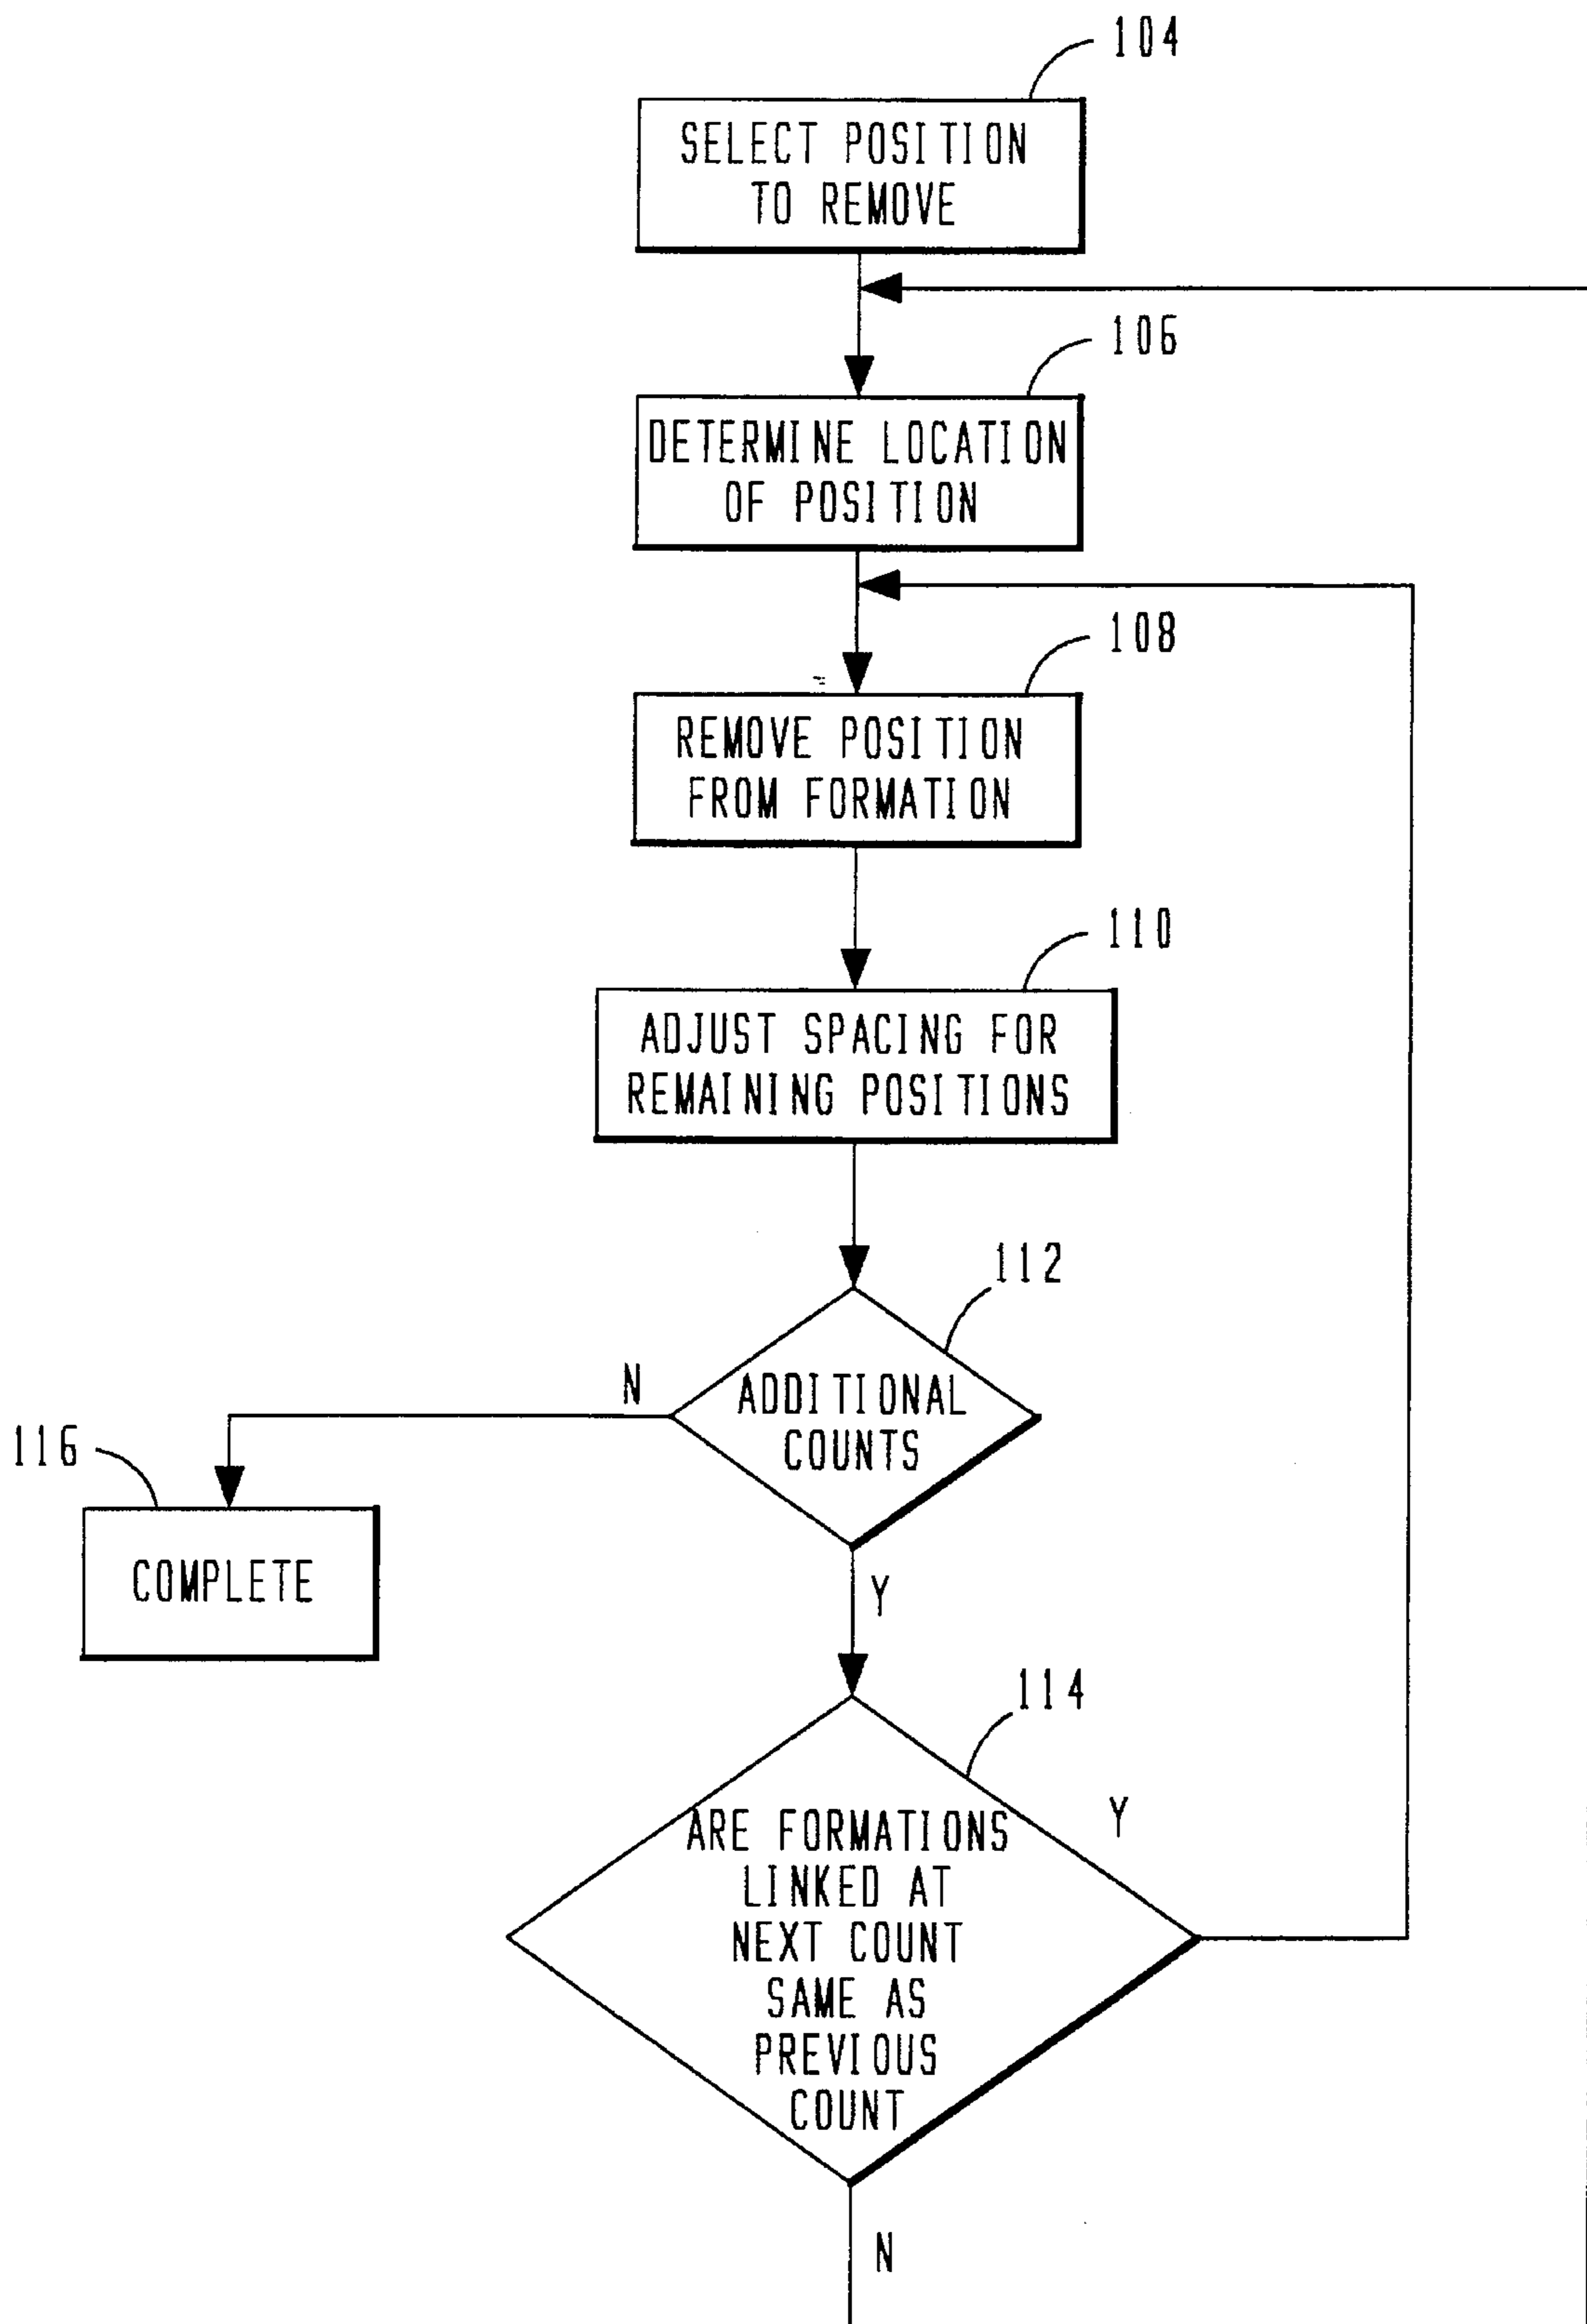 104
SELECT POSITION
TO REMOVE
106
DETERMINE LOCATION
OF POSITION
108
REMOVE POSITION
FROM FORMATION
110
ADJUST SPACING FOR
REMAINING POSITIONS
112
N
ADDITIONAL
COUNTS
116
COMPLETE
Y
114
Y
ARE FORMATIONS
LINKED AT
NEXT COUNT
SAME AS
PREVIOUS
COUNT
N